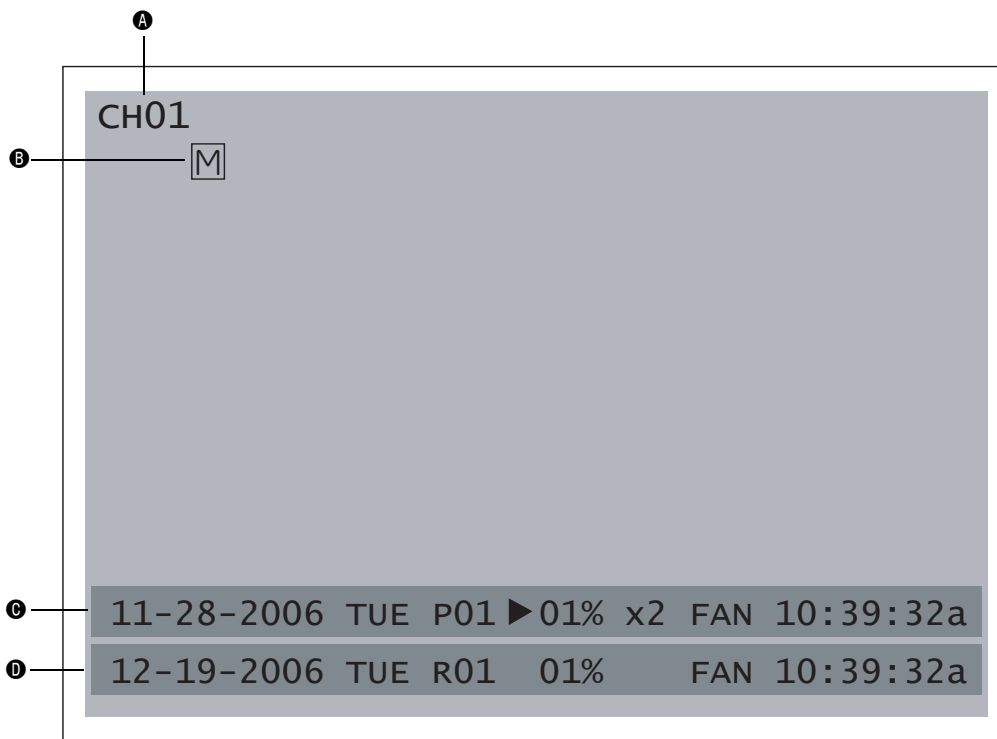 A
CH01
B
M
C
11-28-2006 TUE P01 ▶ 01% x2 FAN 10:39:32a
D
12-19-2006 TUE R01 01% FAN 10:39:32a